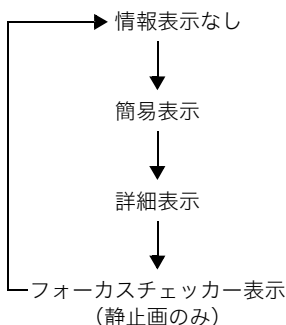 情報表示なし
簡易表示
詳細表示
フォーカスチェッカー表示
（静止画のみ）